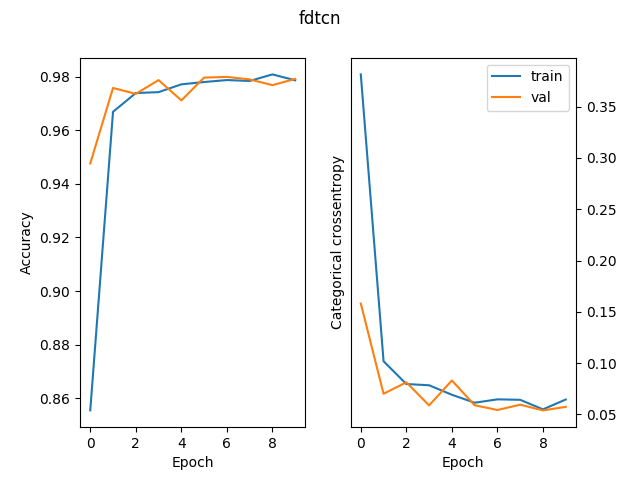 fdtcn
Accuracy
0.98
0.96
0.94
0.92
0.90
0.88
0.86
0 2 4 6 8
Epoch
Categorical crossentropy
train
val
0.35
0.30
0.25
0.20
0.15
0.10
0.05
0 2 4 6 8
Epoch